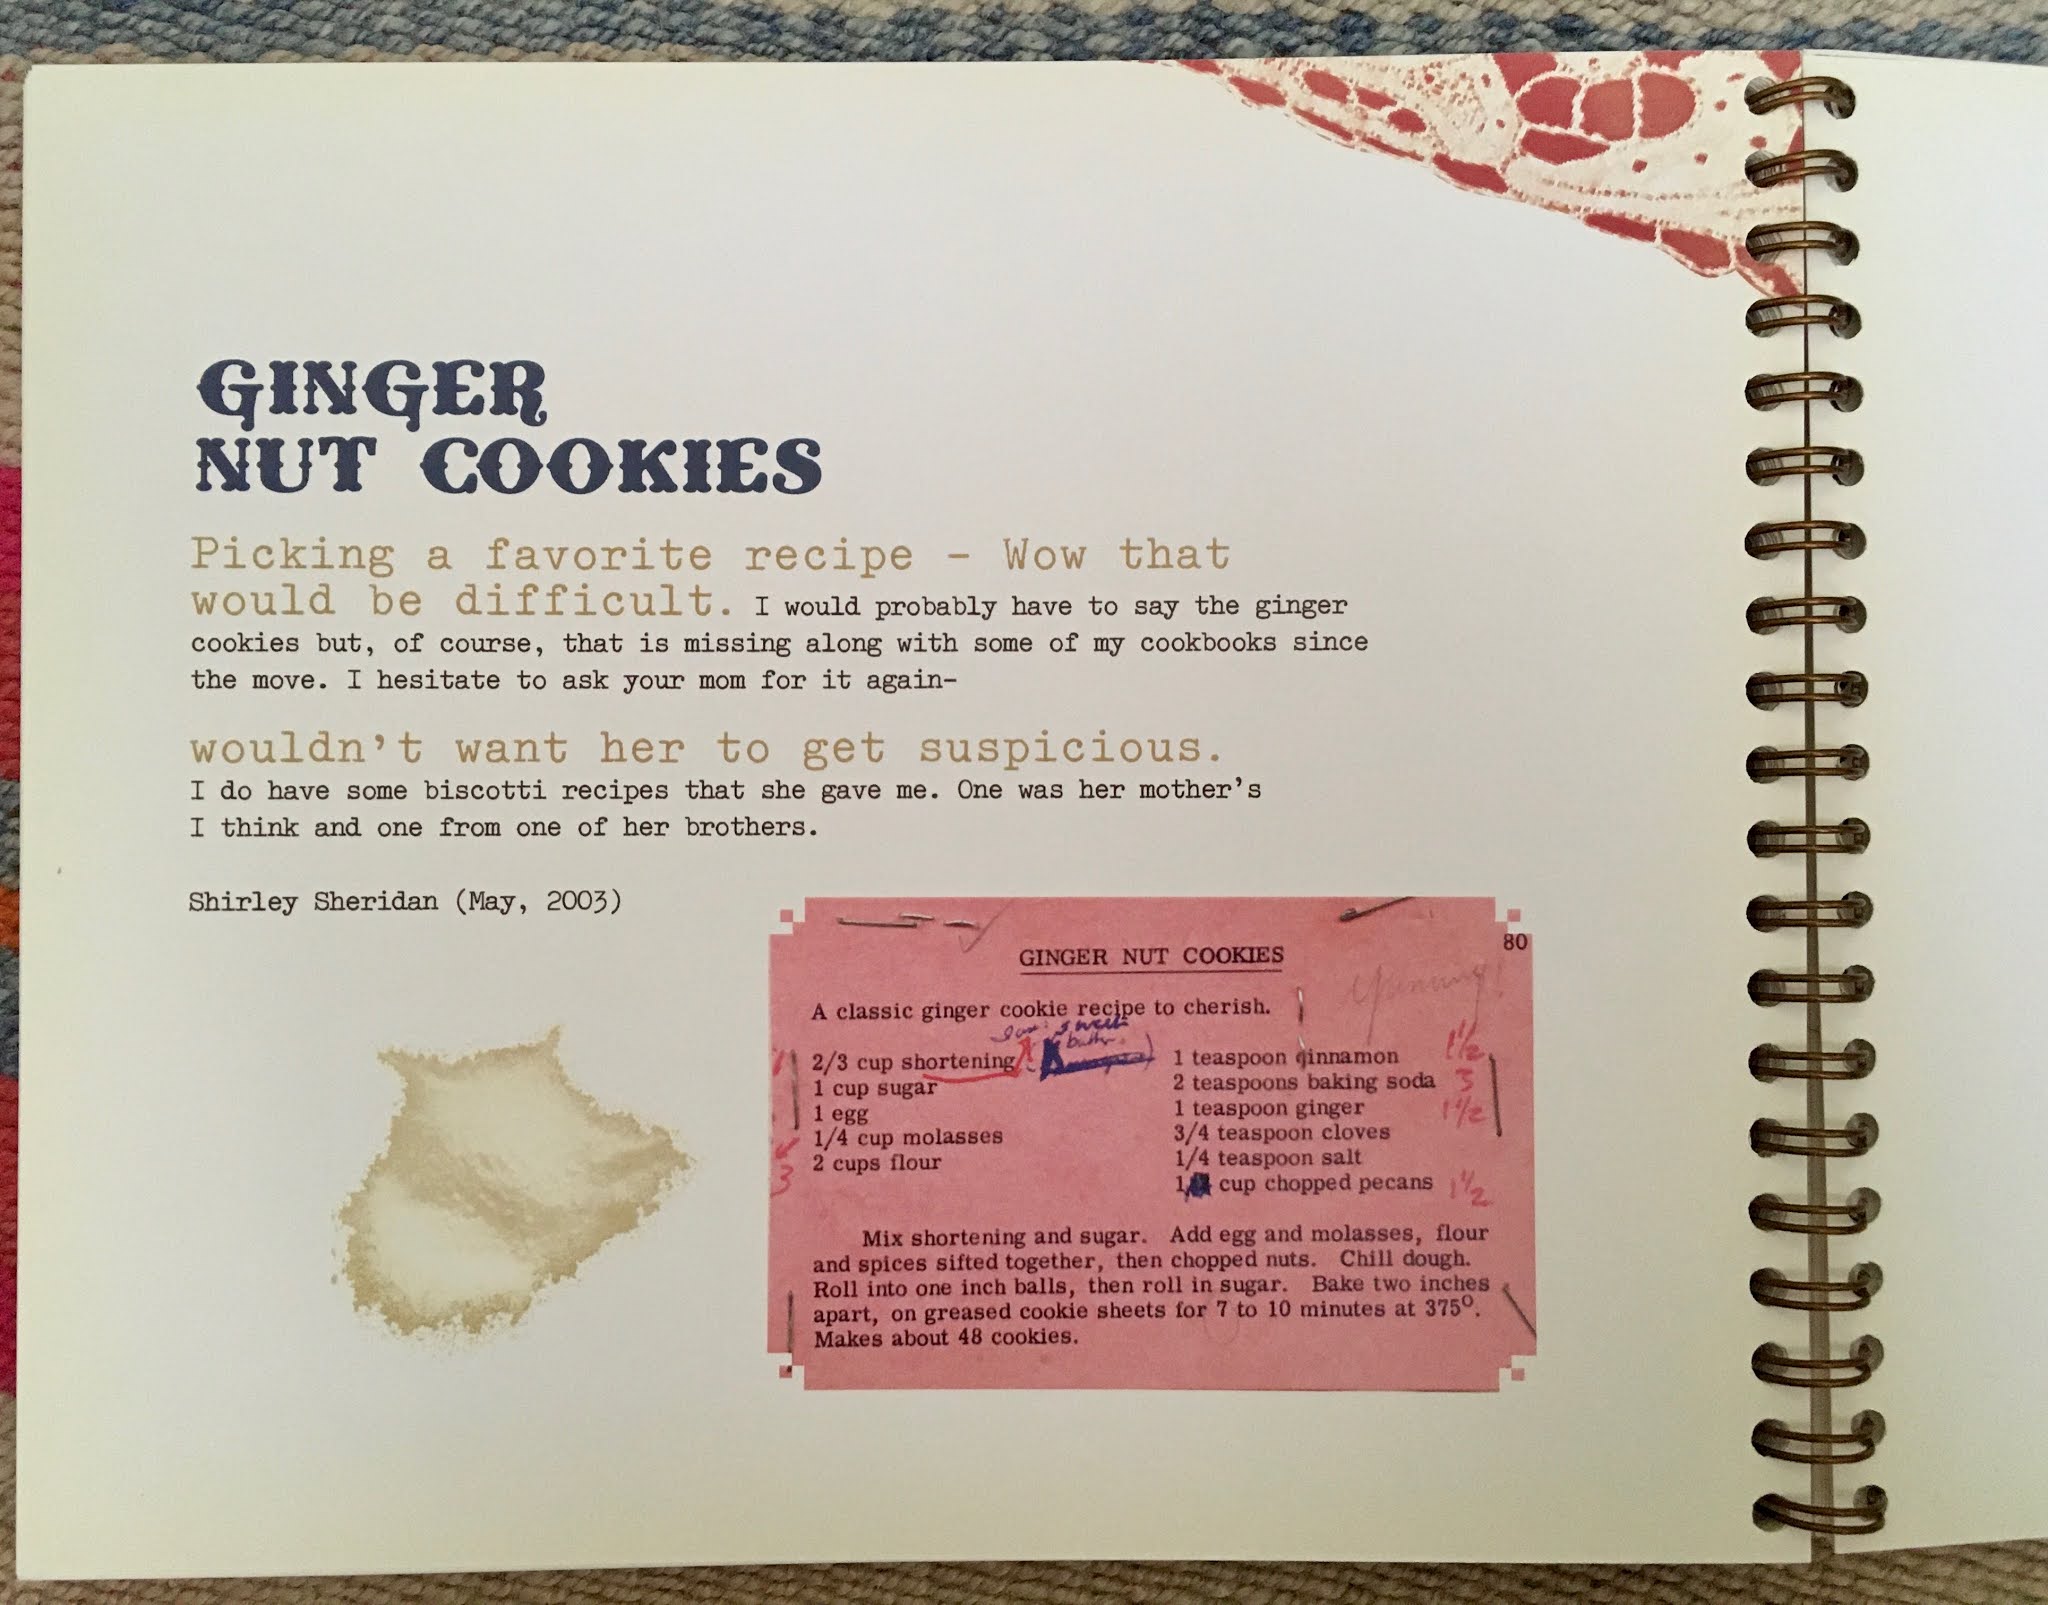 GINGER
NUT COOKIES
Picking a favorite recipe – Wow that
would be difficult. I would probably have to say the ginger
cookies but, of course, that is missing along with some of my cookbooks since
the move. I hesitate to ask your mom for it again-
wouldn't want her to get suspicious.
I do have some biscotti recipes that she gave me. One was her mother's
I think and one from one of her brothers.
Shirley Sheridan (May, 2003)
80
GINGER NUT COOKIES
Yummy!
A classic ginger cookie recipe to cherish.
sweet
butter
2/3 cup shortening
1 cup sugar
1 egg
1/4 cup molasses
2 cups flour
3
1 teaspoon cinnamon 1 1/2
2 teaspoons baking soda 3
1 teaspoon ginger 1 1/2
3/4 teaspoon cloves
1/4 teaspoon salt
1 cup chopped pecans 1 1/2
Mix shortening and sugar. Add egg and molasses, flour
and spices sifted together, then chopped nuts. Chill dough.
Roll into one inch balls, then roll in sugar. Bake two inches
apart, on greased cookie sheets for 7 to 10 minutes at 375º.
Makes about 48 cookies.